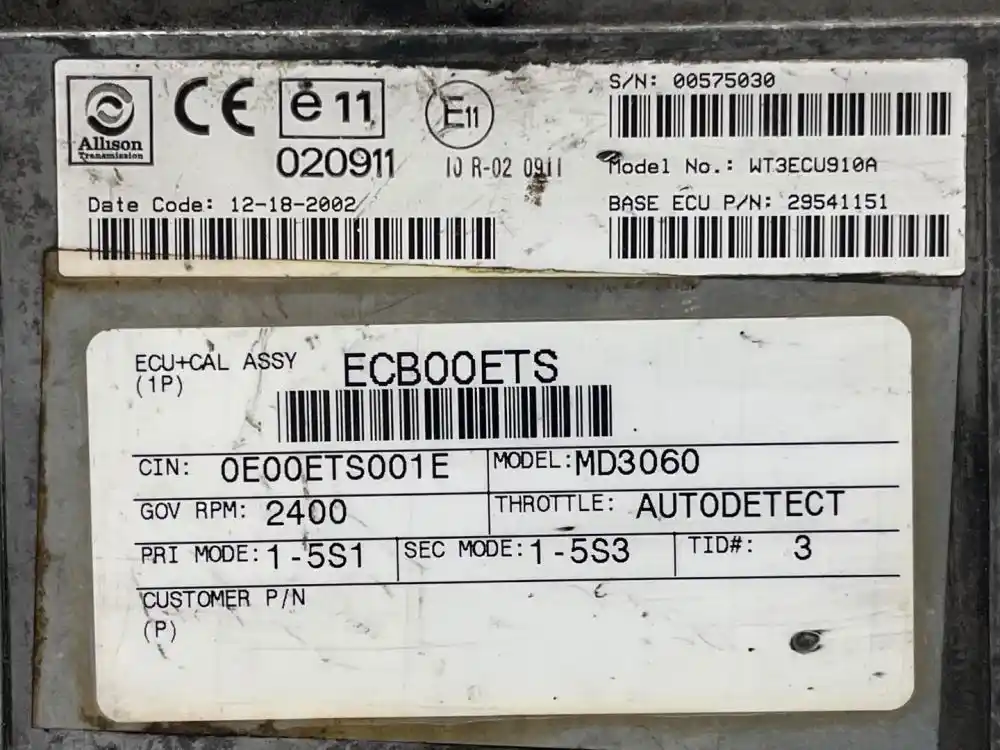 Allison
Transmission
CE
e 11
020911
E11
10 R-02 0911
Date Code: 12-18-2002
S/N: 00575030
Model No.: WT3ECU910A
BASE ECU P/N: 29541151
ECU+CAL ASSY
(1P)
ECB00ETS
CIN: 0E00ETS001E
MODEL: MD3060
GOV RPM: 2400
THROTTLE: AUTODETECT
PRI MODE: 1-5S1
SEC MODE: 1-5S3
TID#: 3
CUSTOMER P/N
(P)